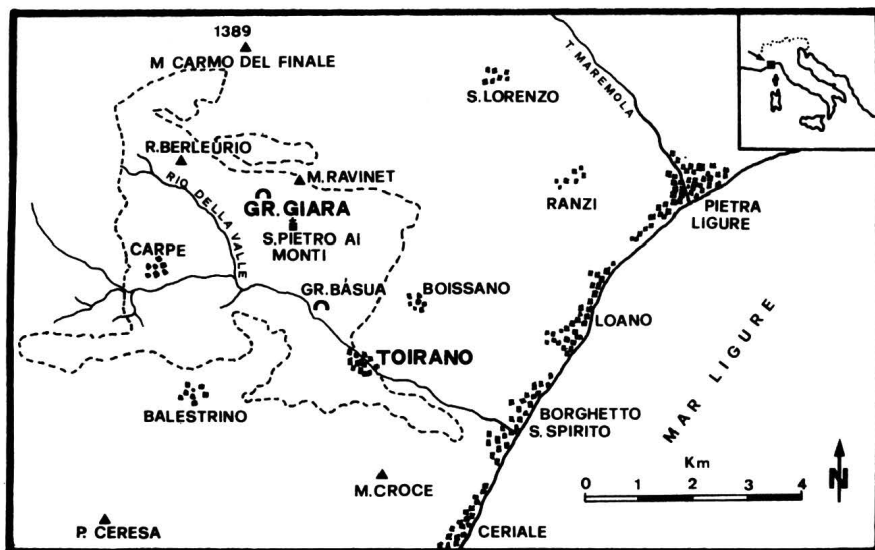 1389
M CARMO DEL FINALE
S.LORENZO
T. MAREMOLA
R.BERLEURIO
RIO DELLA VALLE
M.RAVINET
GR. GIARA
S.PIETRO AI
MONTI
RANZI
PIETRA
LIGURE
CARPE
GR.BÀSUA
BOISSANO
LOANO
TOIRANO
MAR LIGURE
BALESTRINO
BORGHETTO
S. SPIRITO
M.CROCE
Km
0 1 2 3 4
N
P. CERESA
CERIALE